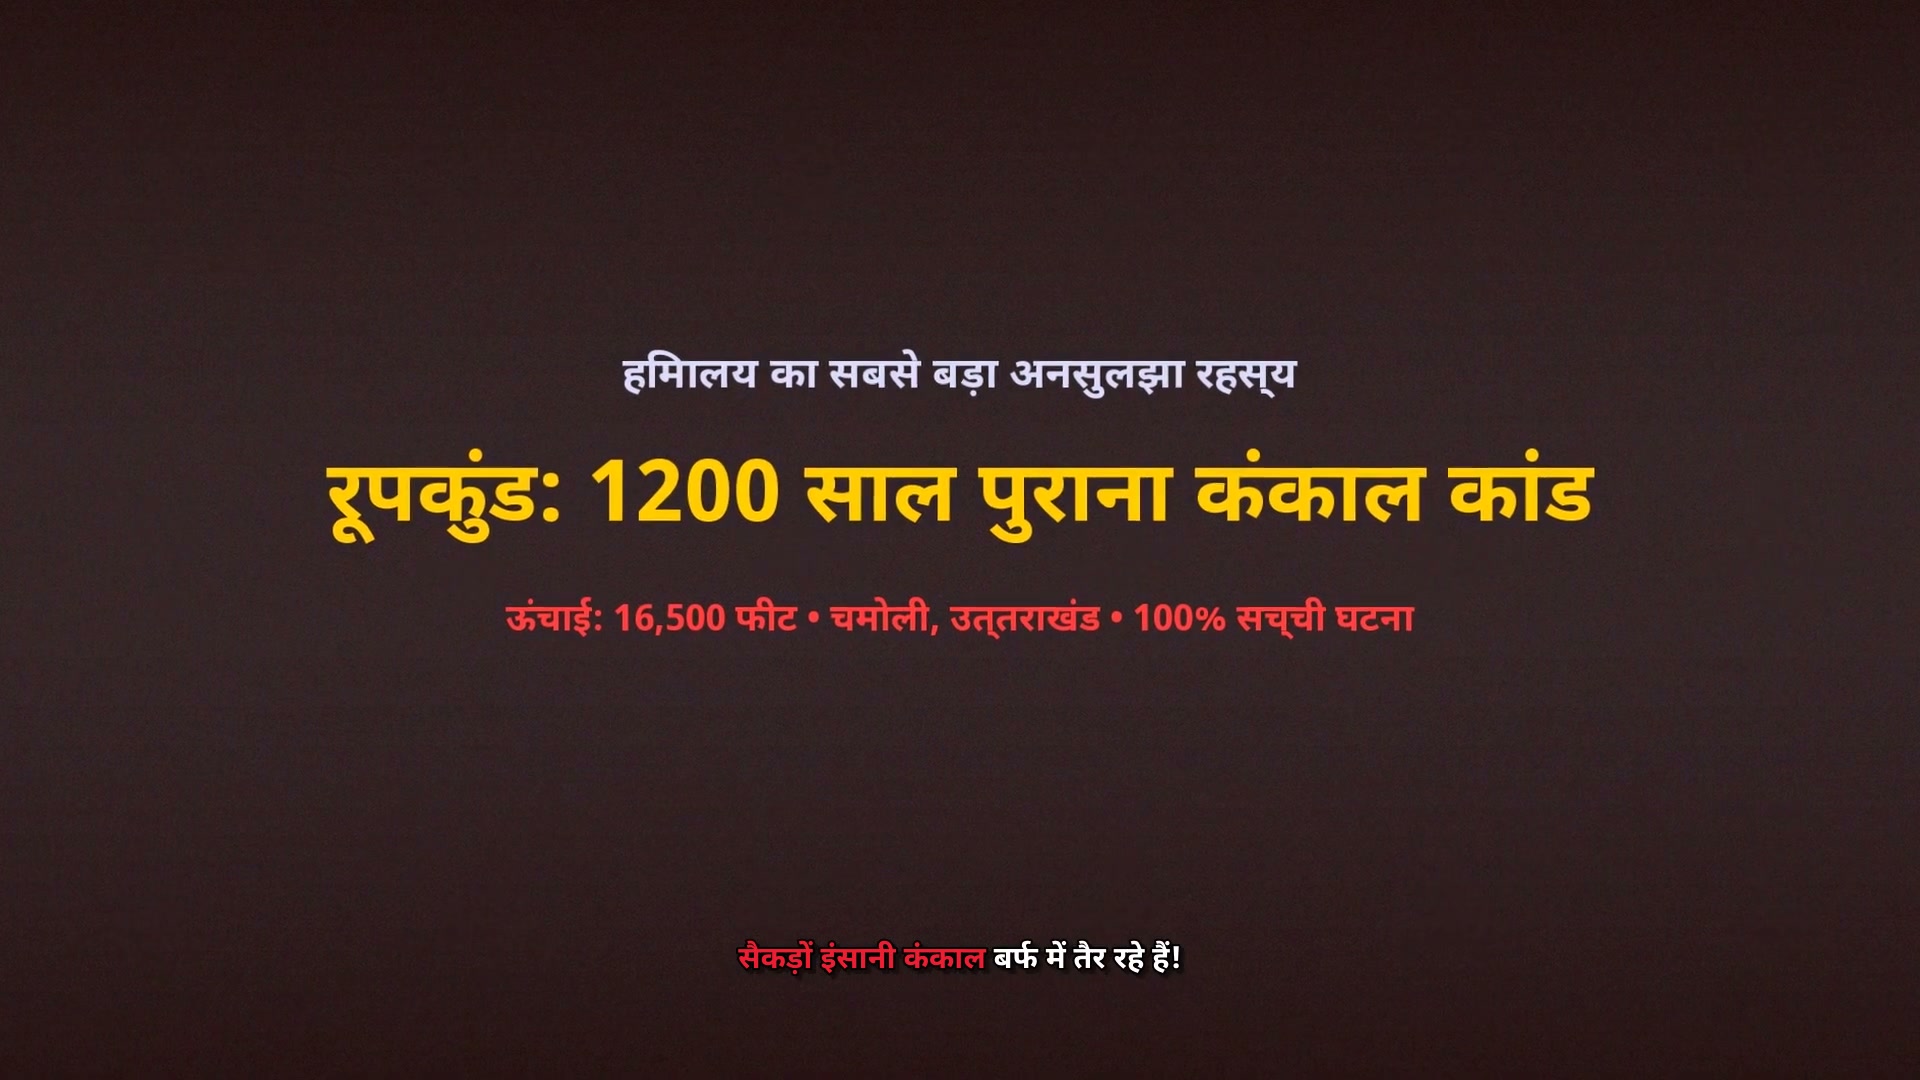 हिमालय का सबसे बड़ा अनसुलझा रहस्य
रूपकुंड: 1200 साल पुराना कंकाल कांड
ऊंचाई: 16,500 फीट • चमोली, उत्तराखंड • 100% सच्ची घटना
सैकड़ों इंसानी कंकाल बर्फ में तैर रहे हैं!